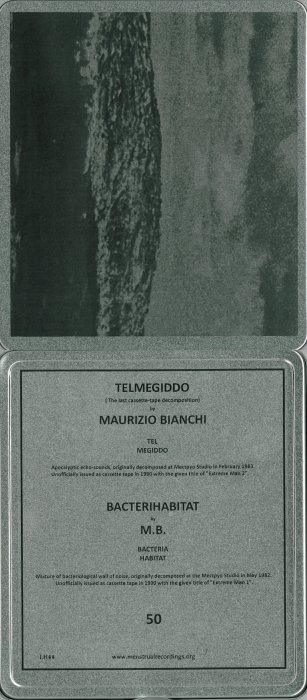 TELMEGIDDO
( The last cassette-tape decomposition)
by
MAURIZIO BIANCHI
TEL
MEGIDDO
Apocalyptic echo-sounds, originally decomposed at Mectpyo Studio in February 1983.
Unofficially issued as cassette tape in 1990 with the given title of "Extreme Man 2".
BACTERIHABITAT
by
M.B.
BACTERIA
HABITAT
Mixture of bacteriological wall of noise, originally decomposed at the Mectpyo Studio in May 1982.
Unofficially issued as cassette tape in 1990 with the given title of "Extreme Man 1".
50
www.menstrualrecordings.org